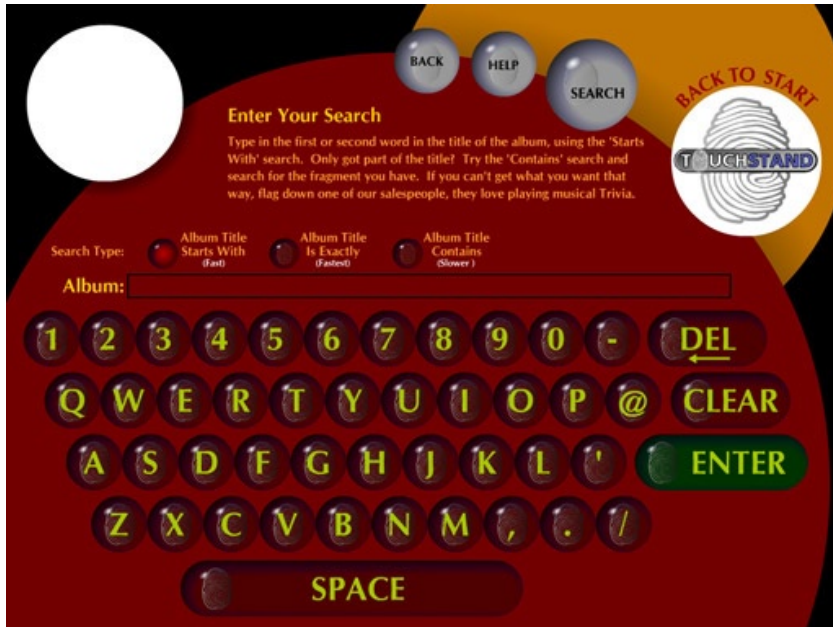 BACK
HELP
SEARCH
BACK TO START
TOUCHSTAND
Enter Your Search
Type in the first or second word in the title of the album, using the 'Starts
With' search. Only got part of the title? Try the 'Contains' search and
search for the fragment you have. If you can't get what you want that
way, flag down one of our salespeople, they love playing musical Trivia.
Search Type:
Album Title
Starts With
(Fast)
Album Title
Is Exactly
(Fastest)
Album Title
Contains
(Slower )
Album:
1 2 3 4 5 6 7 8 9 0 - DEL
Q W E R T Y U I O P @ CLEAR
A S D F G H J K L ' ENTER
Z X C V B N M , . /
SPACE